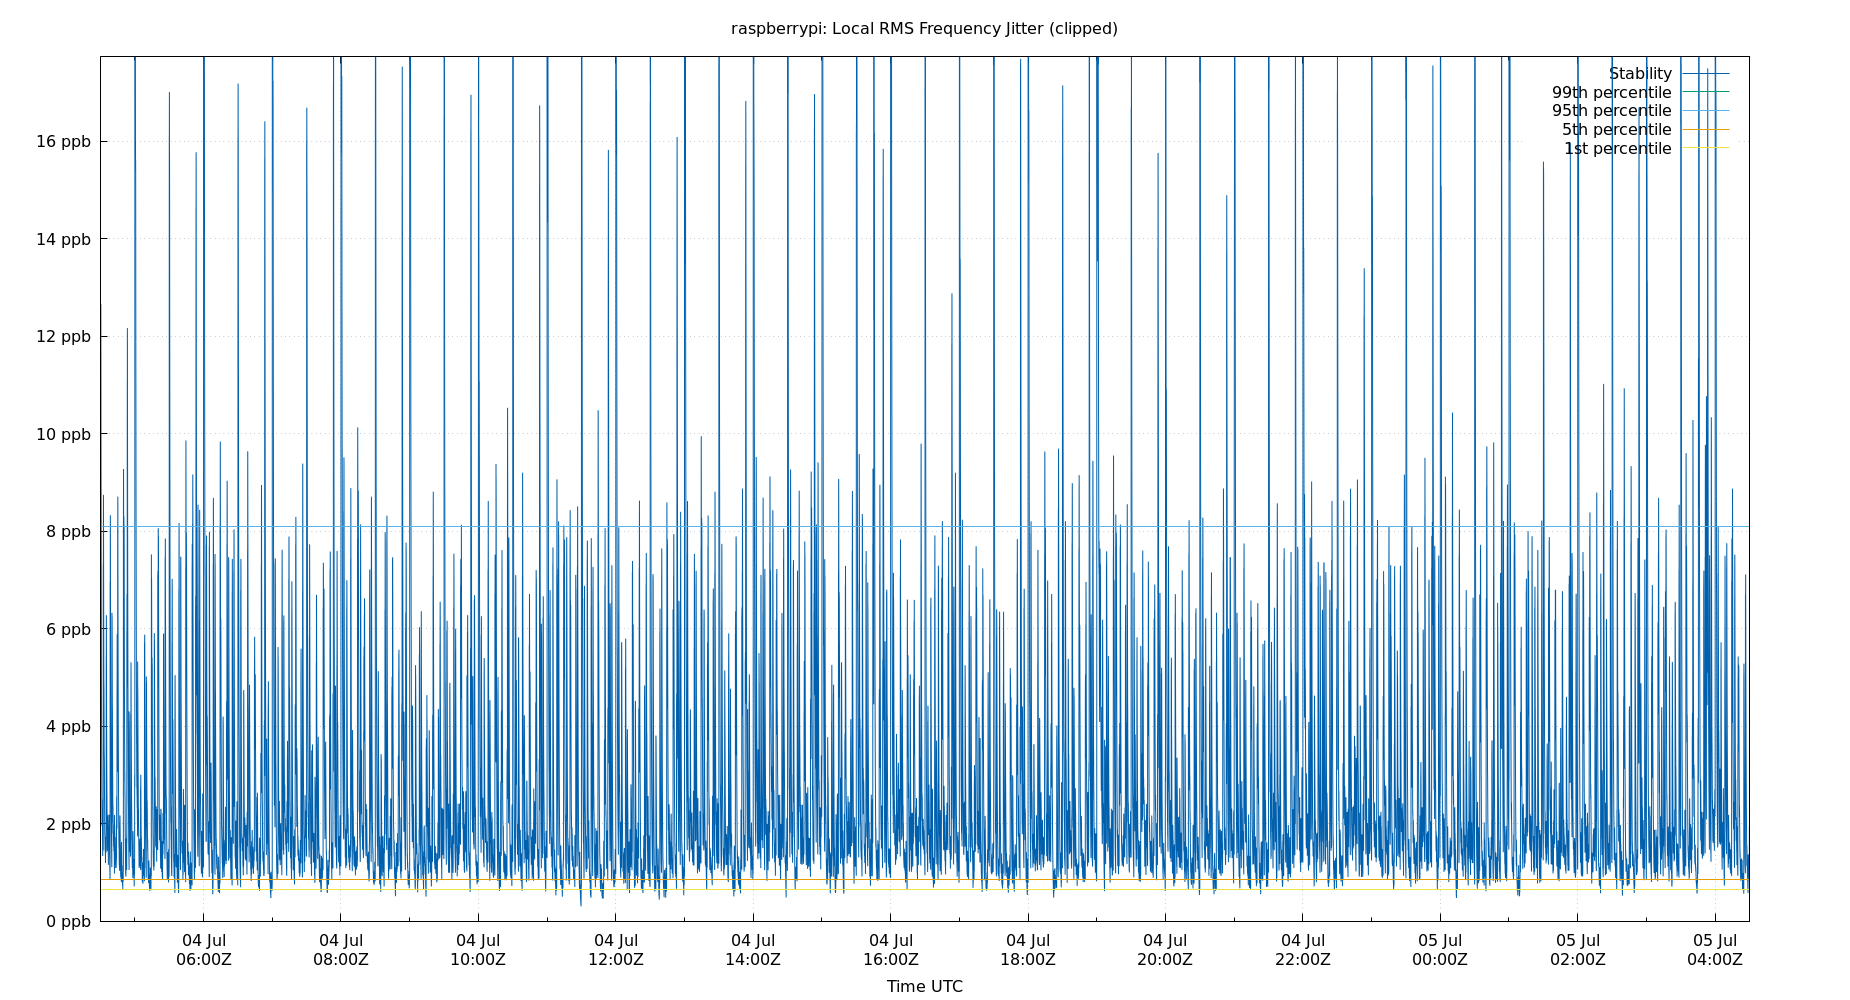 raspberrypi: Local RMS Frequency Jitter (clipped)
Stability
99th percentile
95th percentile
5th percentile
1st percentile
16 ppb
14 ppb
12 ppb
10 ppb
8 ppb
6 ppb
4 ppb
2 ppb
0 ppb
04 Jul 04 Jul 04 Jul 04 Jul 04 Jul 04 Jul 04 Jul 04 Jul 04 Jul 05 Jul 05 Jul 05 Jul
06:00Z 08:00Z 10:00Z 12:00Z 14:00Z 16:00Z 18:00Z 20:00Z 22:00Z 00:00Z 02:00Z 04:00Z
Time UTC